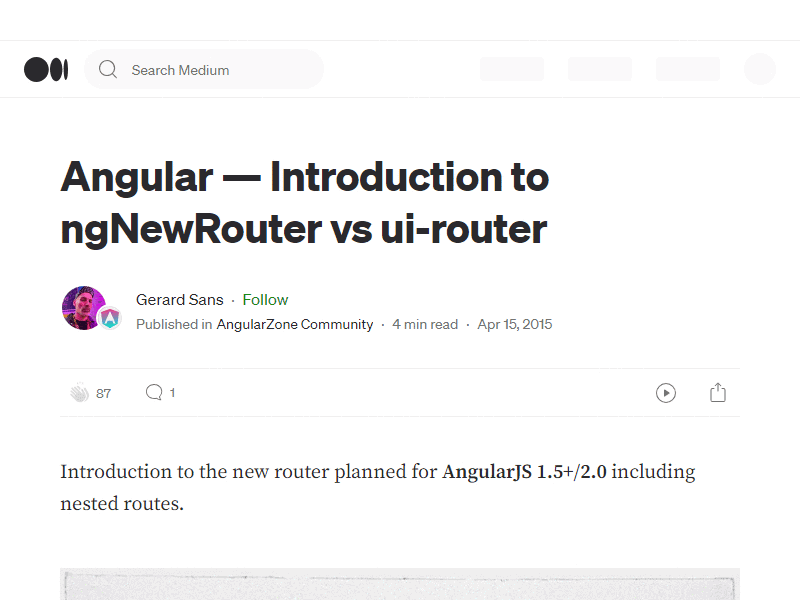 Search Medium
Angular — Introduction to
ngNewRouter vs ui-router
Gerard Sans · Follow
Published in AngularZone Community · 4 min read · Apr 15, 2015
87 1
Introduction to the new router planned for AngularJS 1.5+/2.0 including
nested routes.